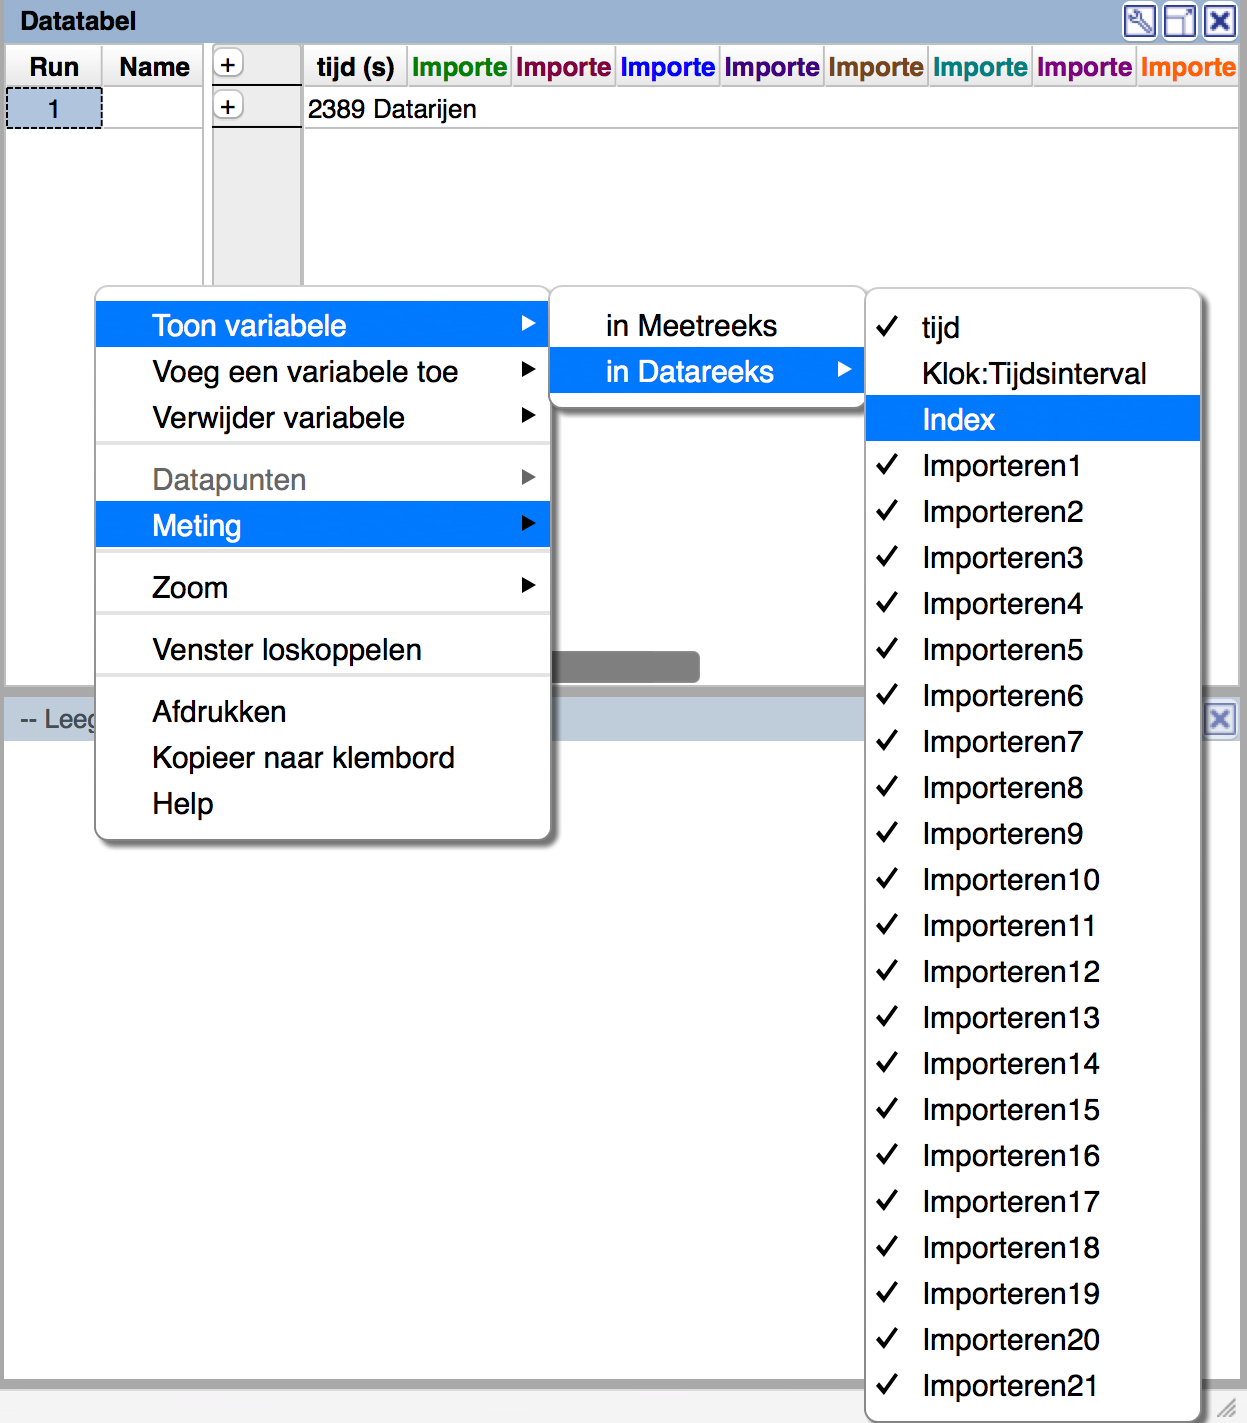 Datatabel
Run Name + tijd (s) Importe Importe Importe Importe Importe Importe Importe Importe
1 + 2389 Datarijen
Toon variabele
Voeg een variabele toe
Verwijder variabele
Datapunten
Meting
Zoom
Venster loskoppelen
Afdrukken
Kopieer naar klembord
Help
in Meetreeks
in Datareeks
tijd
Klok:Tijdsinterval
Index
Importeren1
Importeren2
Importeren3
Importeren4
Importeren5
Importeren6
Importeren7
Importeren8
Importeren9
Importeren10
Importeren11
Importeren12
Importeren13
Importeren14
Importeren15
Importeren16
Importeren17
Importeren18
Importeren19
Importeren20
Importeren21
-- Leeg